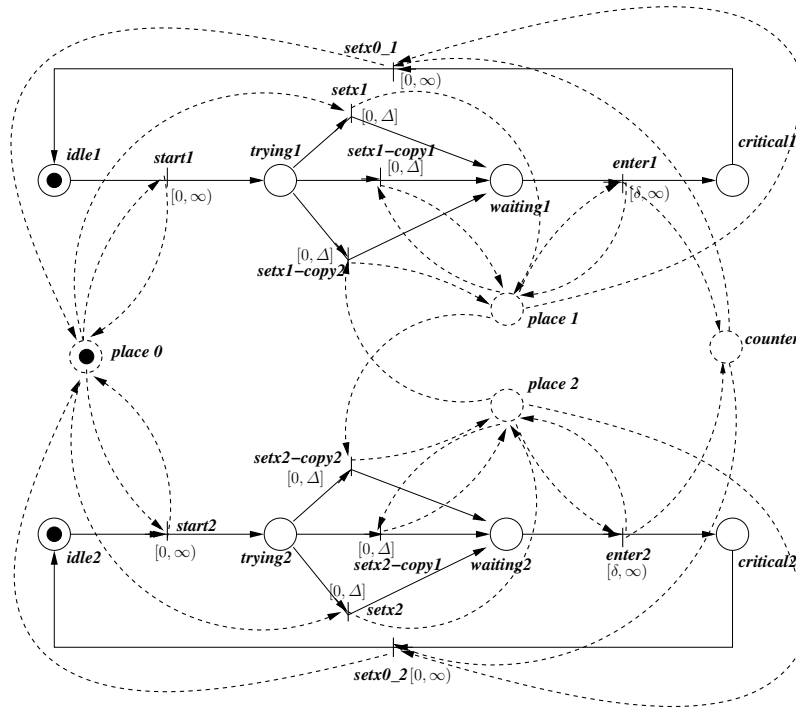 setx0_1
[0, ∞)
setx1
[0, Δ]
idle1
start1
trying1
setx1−copy1
[0, Δ]
enter1
critical1
[0, ∞)
waiting1
[δ, ∞)
[0, Δ]
setx1−copy2
place 1
place 0
counter
place 2
setx2−copy2
[0, Δ]
start2
idle2
[0, ∞)
trying2
[0, Δ]
setx2−copy1
waiting2
enter2
[δ, ∞)
critical2
[0, Δ]
setx2
setx0_2
[0, ∞)